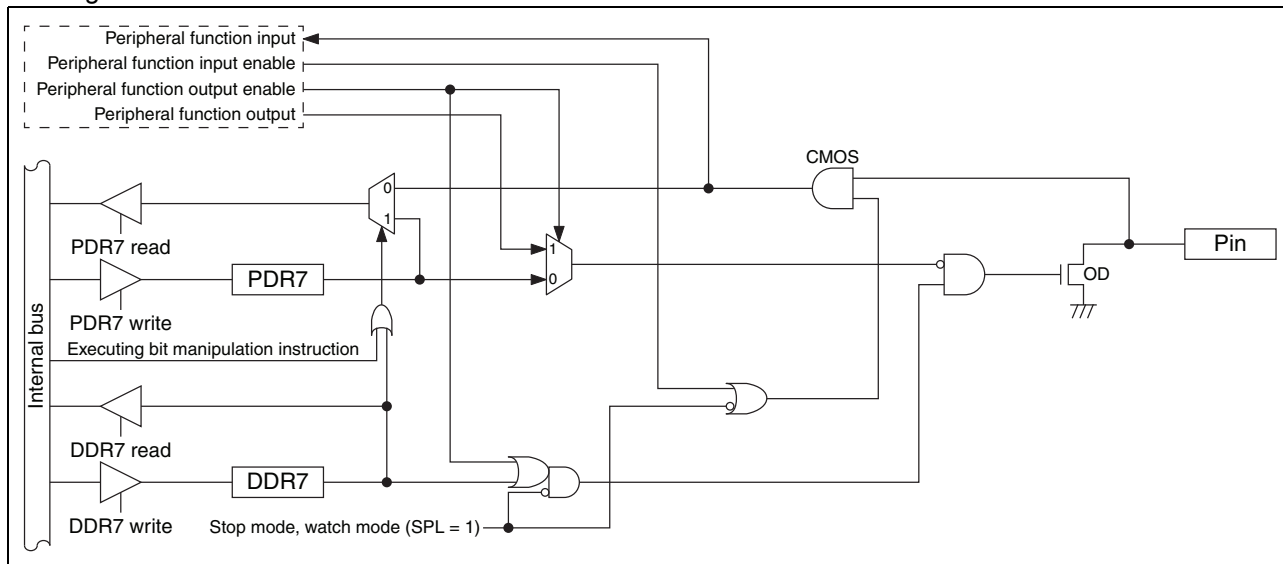 Peripheral function input
Peripheral function input enable
Peripheral function output enable
Peripheral function output
CMOS
0
1
PDR7 read
1
Pin
PDR7
0
OD
PDR7 write
Executing bit manipulation instruction
Internal bus
DDR7 read
DDR7
DDR7 write
Stop mode, watch mode (SPL = 1)